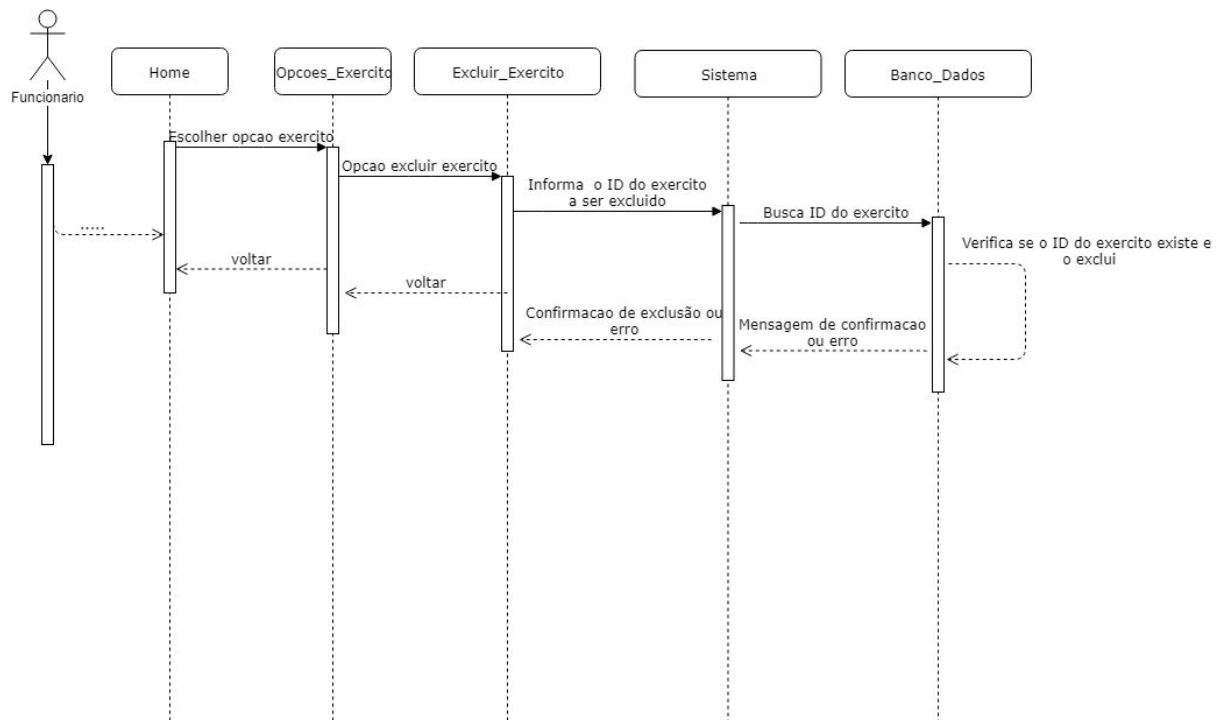 Funcionario
Home
Opcoes_Exercito
Excluir_Exercito
Sistema
Banco_Dados
Escolher opcao exercito
Opcao excluir exercito
Informa o ID do exercito
a ser excluido
Busca ID do exercito
Verifica se o ID do exercito existe e
o exclui
.....
voltar
voltar
Confirmacao de exclusão ou
erro
Mensagem de confirmacao
ou erro